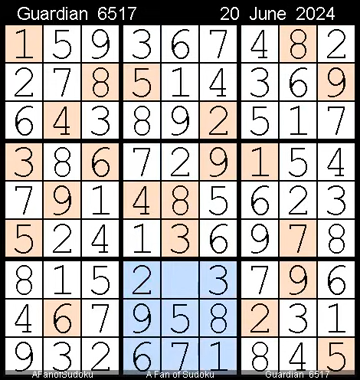 Guardian 6517 20 June 2024
1 5 9 3 6 7 4 8 2
2 7 8 5 1 4 3 6 9
6 4 3 8 9 2 5 1 7
3 8 6 7 2 9 1 5 4
7 9 1 4 8 5 6 2 3
5 2 4 1 3 6 9 7 8
8 1 5 2 3 7 9 6
4 6 7 9 5 8 2 3 1
9 3 2 6 7 1 8 4 5
AFanofSudoku A Fan of Sudoku Guardian 6517